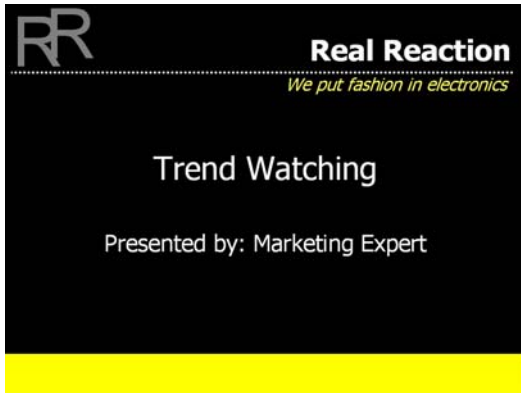 RR
Real Reaction
We put fashion in electronics
Trend Watching
Presented by: Marketing Expert